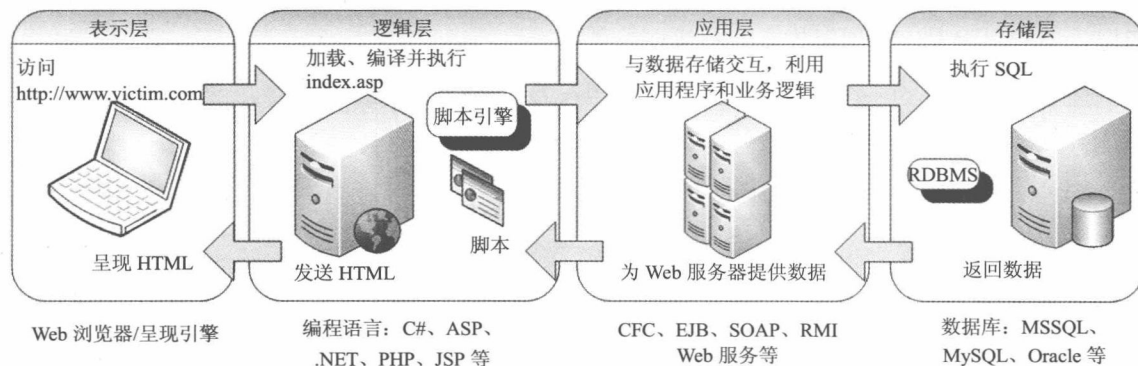 表示层
访问
http://www.victim.com
呈现 HTML
Web 浏览器/呈现引擎
逻辑层
加载、编译并执行
index.asp
脚本引擎
脚本
发送 HTML
编程语言：C#、ASP、
.NET、PHP、JSP 等
应用层
与数据存储交互，利用
应用程序和业务逻辑
为 Web 服务器提供数据
CFC、EJB、SOAP、RMI
Web 服务等
存储层
执行 SQL
RDBMS
返回数据
数据库：MSSQL、
MySQL、Oracle 等